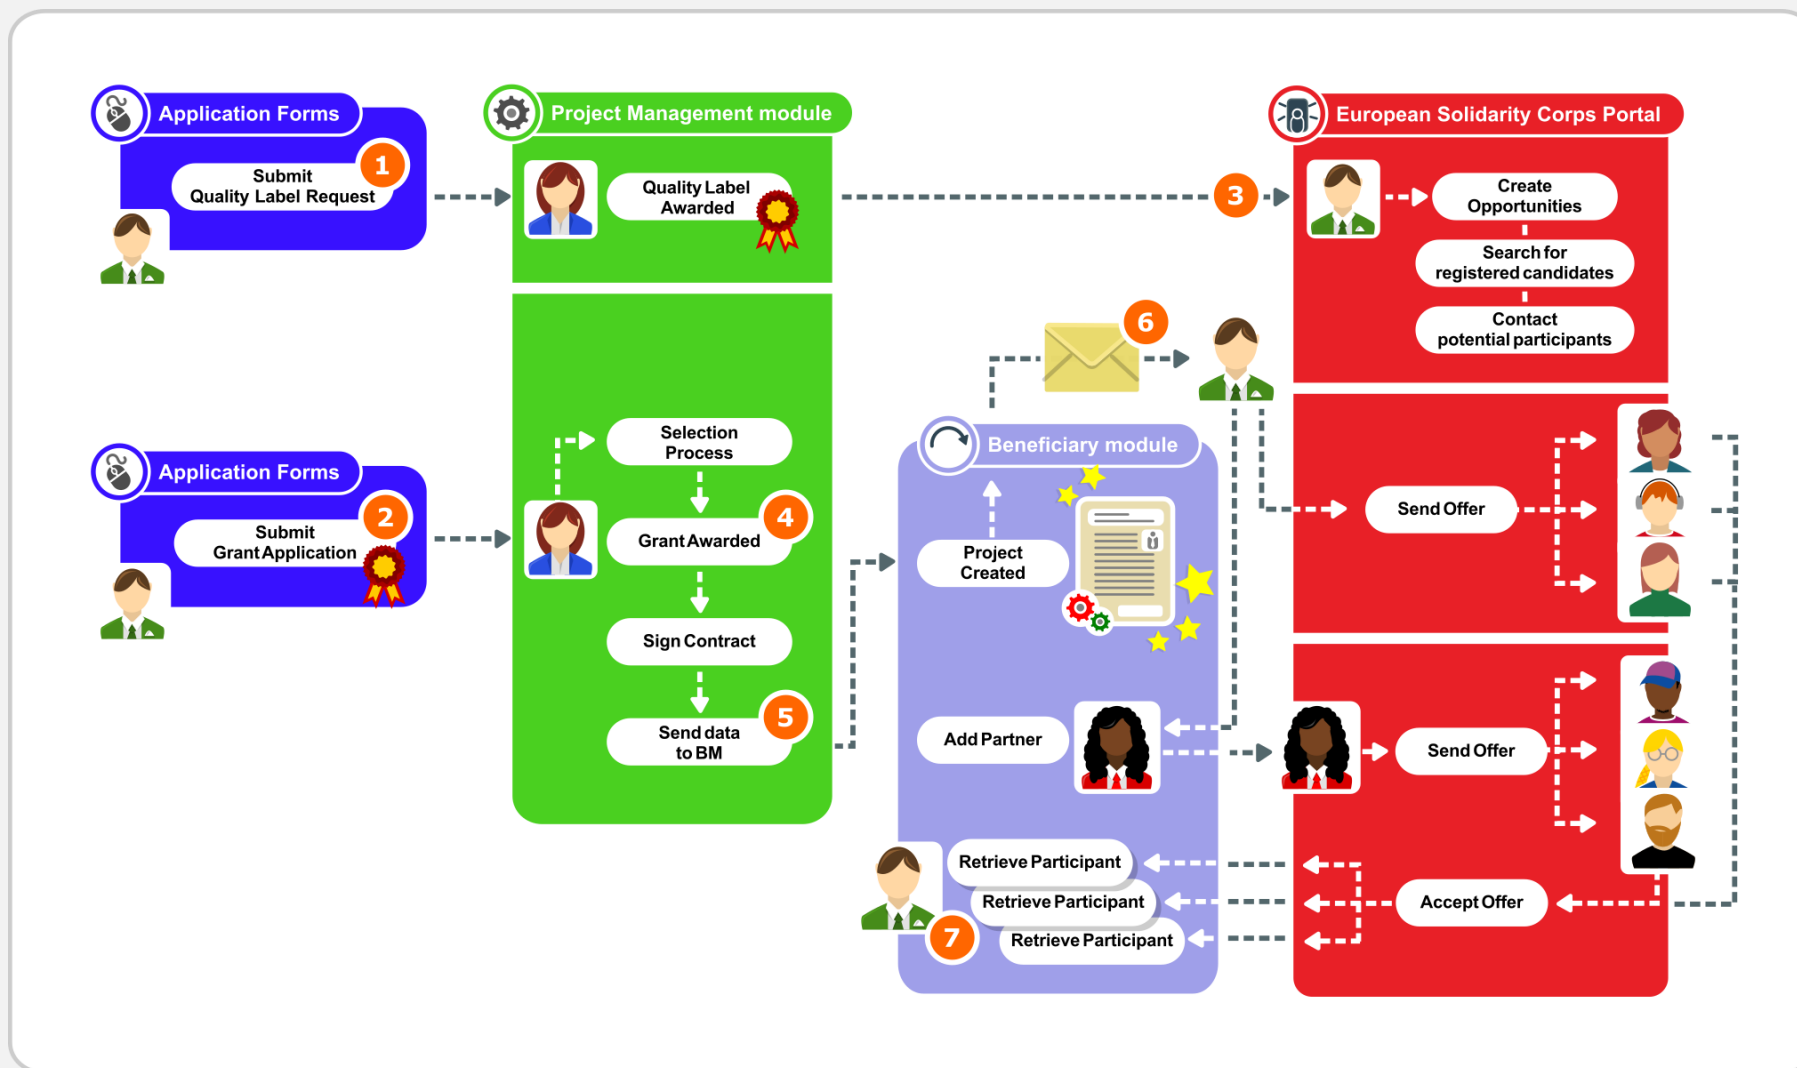 Application Forms
1
Submit
Quality Label Request
Project Management module
Quality Label
Awarded
3
European Solidarity Corps Portal
Create
Opportunities
Search for
registered candidates
Contact
potential participants
Application Forms
2
Submit
Grant Application
Selection
Process
4
Grant Awarded
Sign Contract
5
Send data
to BM
6
Beneficiary module
Project
Created
Add Partner
Send Offer
Send Offer
Accept Offer
Retrieve Participant
Retrieve Participant
Retrieve Participant
7